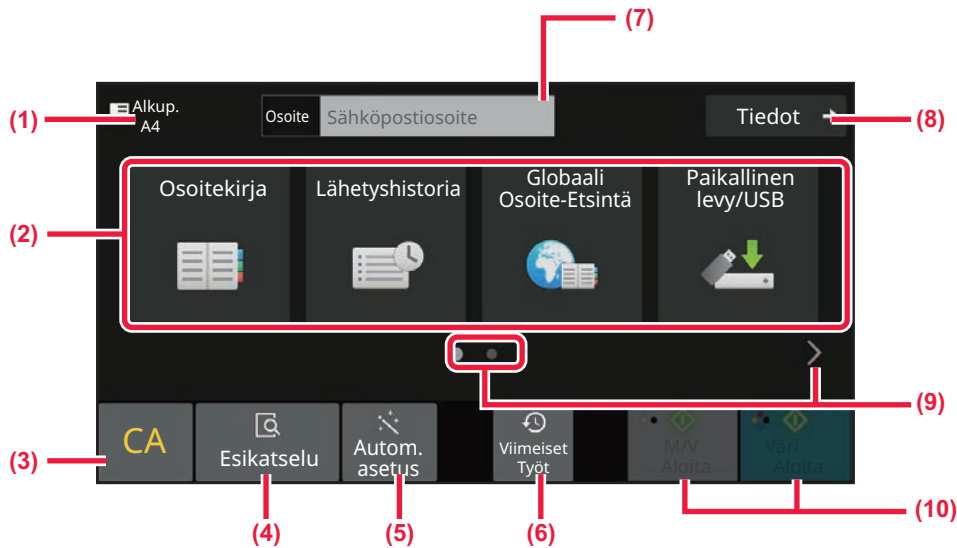 (7)
(1)
Alkup.
A4
Osoite
Sähköpostiosoite
Tiedot
(8)
(2)
Osoitekirja
Lähetyshistoria
Globaali
Osoite-Etsintä
Paikallinen
levy/USB
(9)
(3)
CA
Esikatselu
Autom.
asetus
Viimeiset
Työt
M/V
Aloita
Väri
Aloita
(4)
(5)
(6)
(10)